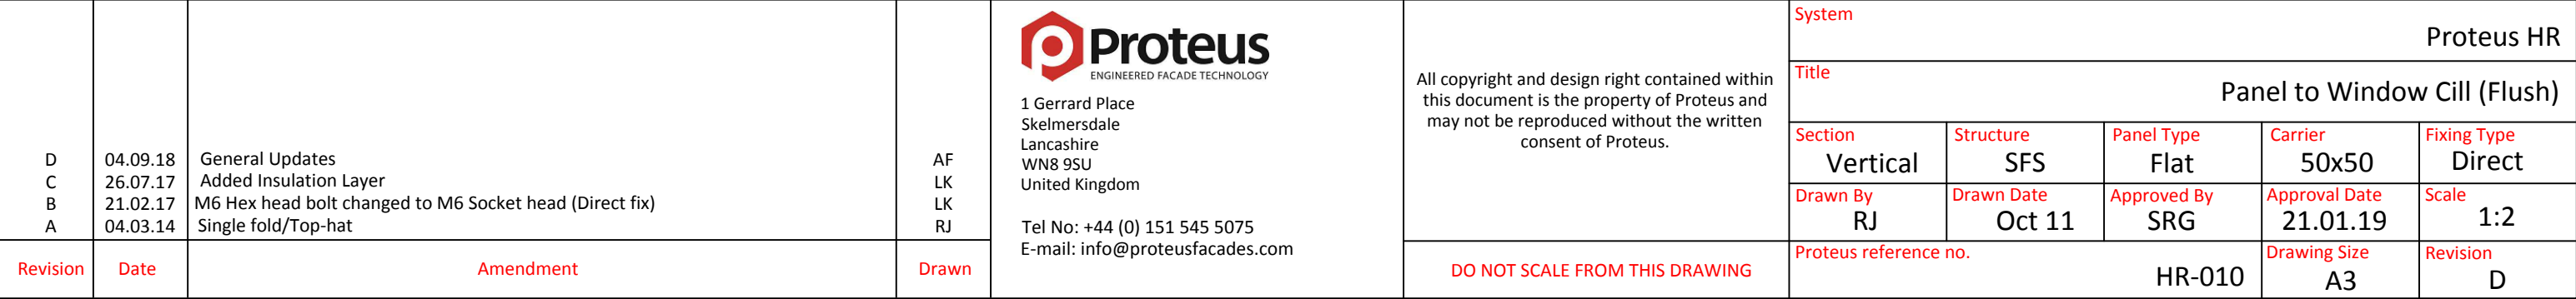 D 04.09.18 General Updates AF
C 26.07.17 Added Insulation Layer LK
B 21.02.17 M6 Hex head bolt changed to M6 Socket head (Direct fix) LK
A 04.03.14 Single fold/Top-hat RJ
Revision Date Amendment Drawn
Proteus
ENGINEERED FACADE TECHNOLOGY
1 Gerrard Place
Skelmersdale
Lancashire
WN8 9SU
United Kingdom
Tel No: +44 (0) 151 545 5075
E-mail: info@proteusfacades.com
All copyright and design right contained within
this document is the property of Proteus and
may not be reproduced without the written
consent of Proteus.
DO NOT SCALE FROM THIS DRAWING
System
Proteus HR
Title
Panel to Window Cill (Flush)
Section Structure Panel Type Carrier Fixing Type
Vertical SFS Flat 50x50 Direct
Drawn By Drawn Date Approved By Approval Date Scale
RJ Oct 11 SRG 21.01.19 1:2
Proteus reference no. Drawing Size Revision
HR-010 A3 D